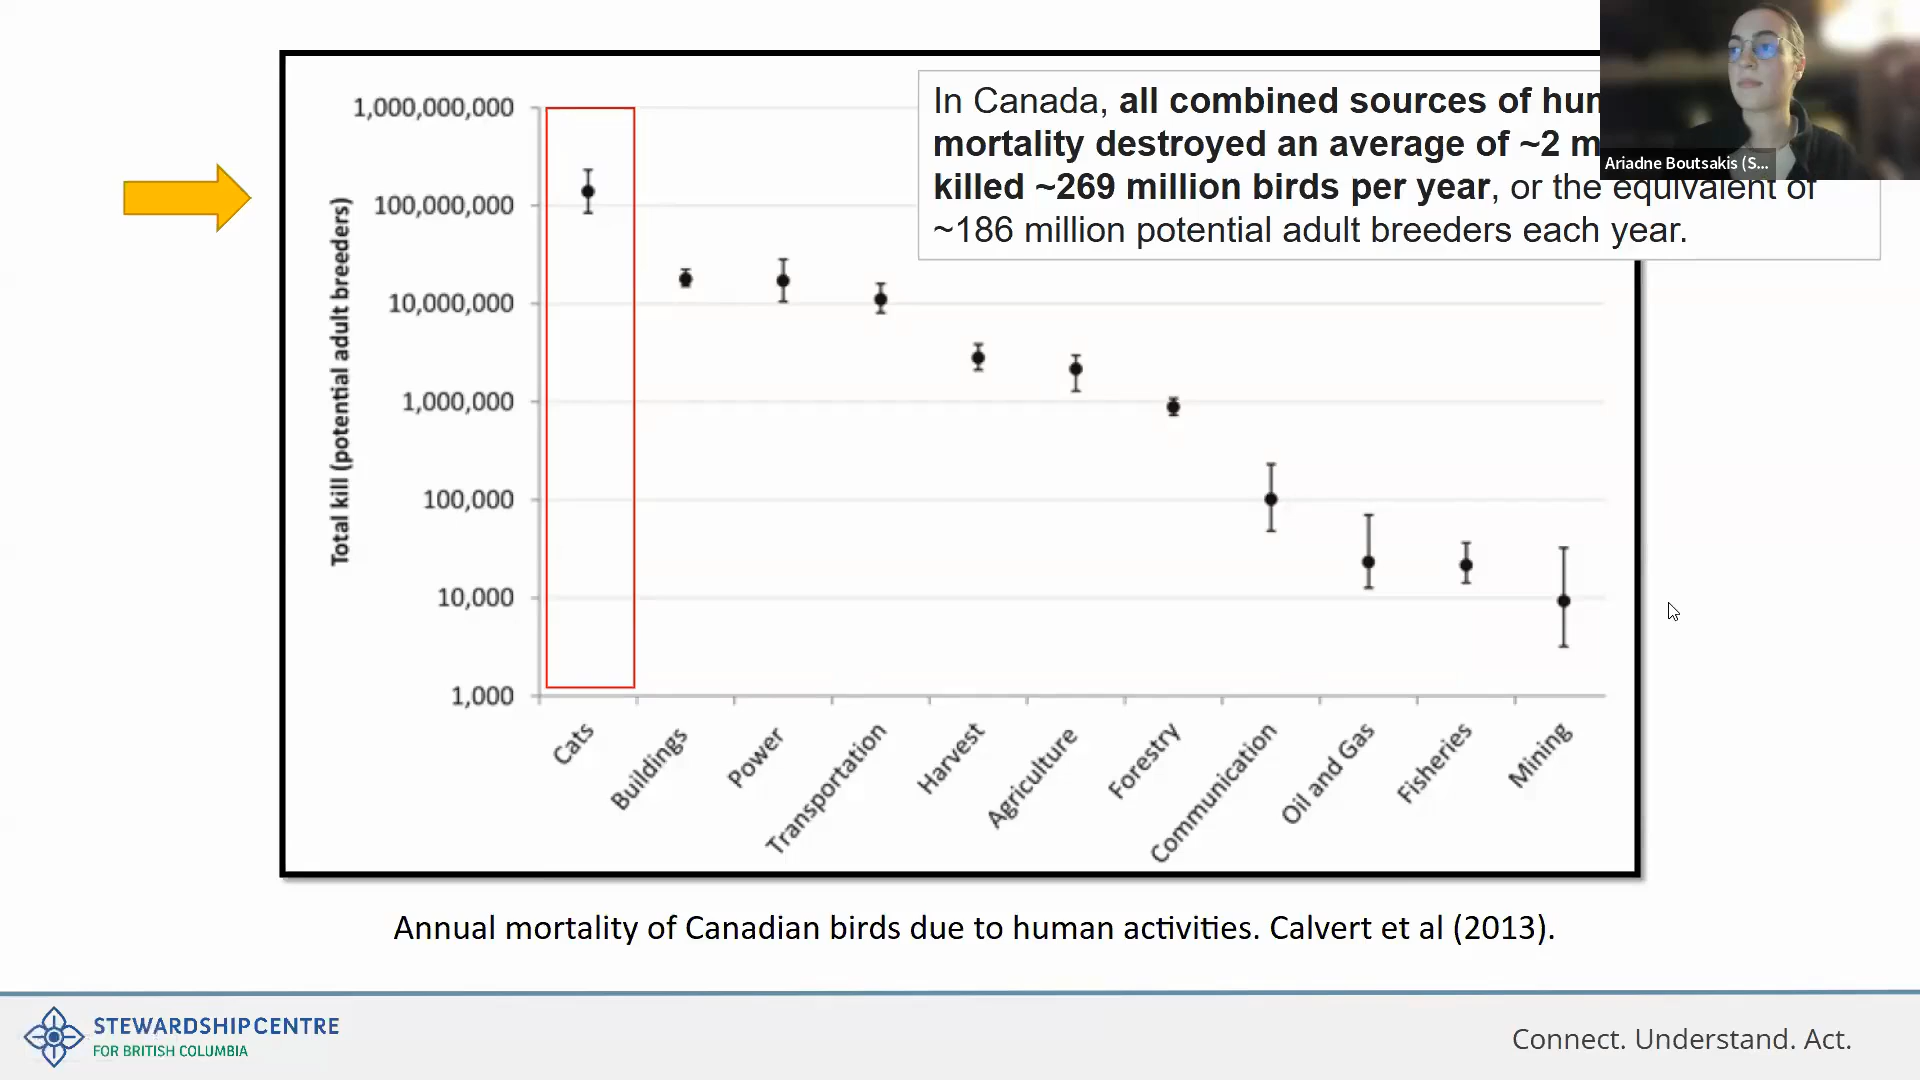 In Canada, all combined sources of
mortality destroyed an average of ~2
killed ~269 million birds per year, or the equivalent of
~186 million potential adult breeders each year.
Ariadne Boutsakis (S...
Total kill (potential adult breeders)
1,000,000,000
100,000,000
10,000,000
1,000,000
100,000
10,000
1,000
Cats
Buildings
Power
Transportation
Harvest
Agriculture
Forestry
Communication
Oil and Gas
Fisheries
Mining
Annual mortality of Canadian birds due to human activities. Calvert et al (2013).
STEWARDSHIP CENTRE
FOR BRITISH COLUMBIA
Connect. Understand. Act.